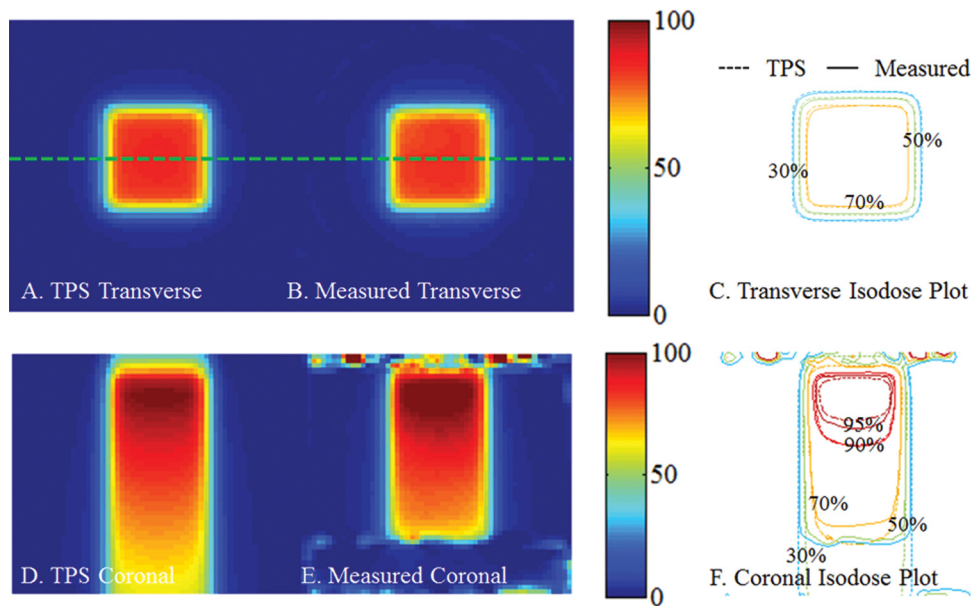 100
--- TPS — Measured
50%
50
30%
70%
A. TPS Transverse
B. Measured Transverse
C. Transverse Isodose Plot
0
100
95%
90%
50
70%
50%
30%
D. TPS Coronal
E. Measured Coronal
F. Coronal Isodose Plot
0